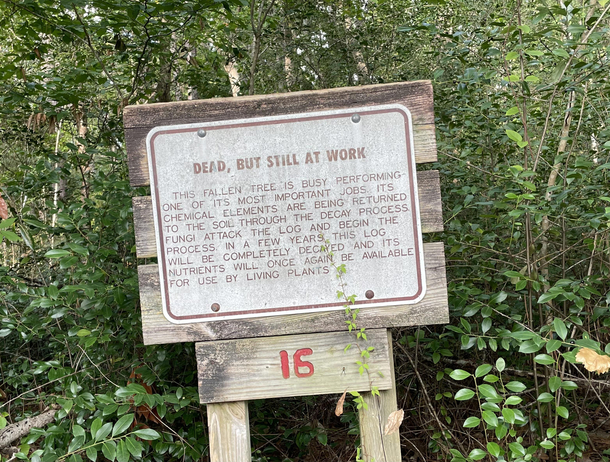 DEAD, BUT STILL AT WORK
THIS FALLEN TREE IS BUSY PERFORMING
ONE OF ITS MOST IMPORTANT JOBS. ITS
CHEMICAL ELEMENTS ARE BEING RETURNED
TO THE SOIL THROUGH THE DECAY PROCESS.
FUNGI ATTACK THE LOG AND BEGIN THE
PROCESS. IN A FEW YEARS, THIS LOG
WILL BE COMPLETELY DECAYED AND ITS
NUTRIENTS WILL ONCE AGAIN BE AVAILABLE
FOR USE BY LIVING PLANTS
16